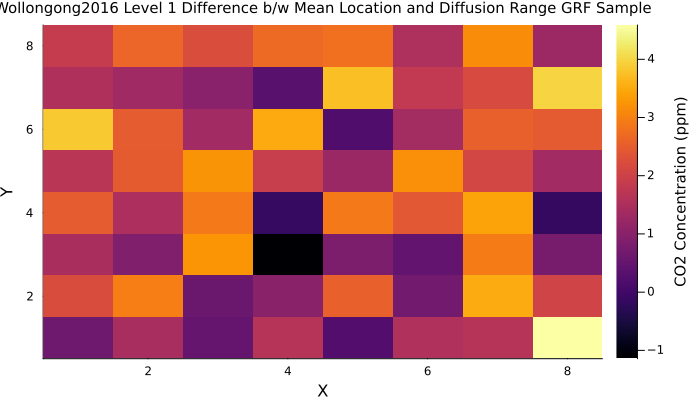 Wollongong2016 Level 1 Difference b/w Mean Location and Diffusion Range GRF Sample
8
6
4
2
Y
2 4 6 8
X
4
3
2
1
0
−1
CO2 Concentration (ppm)